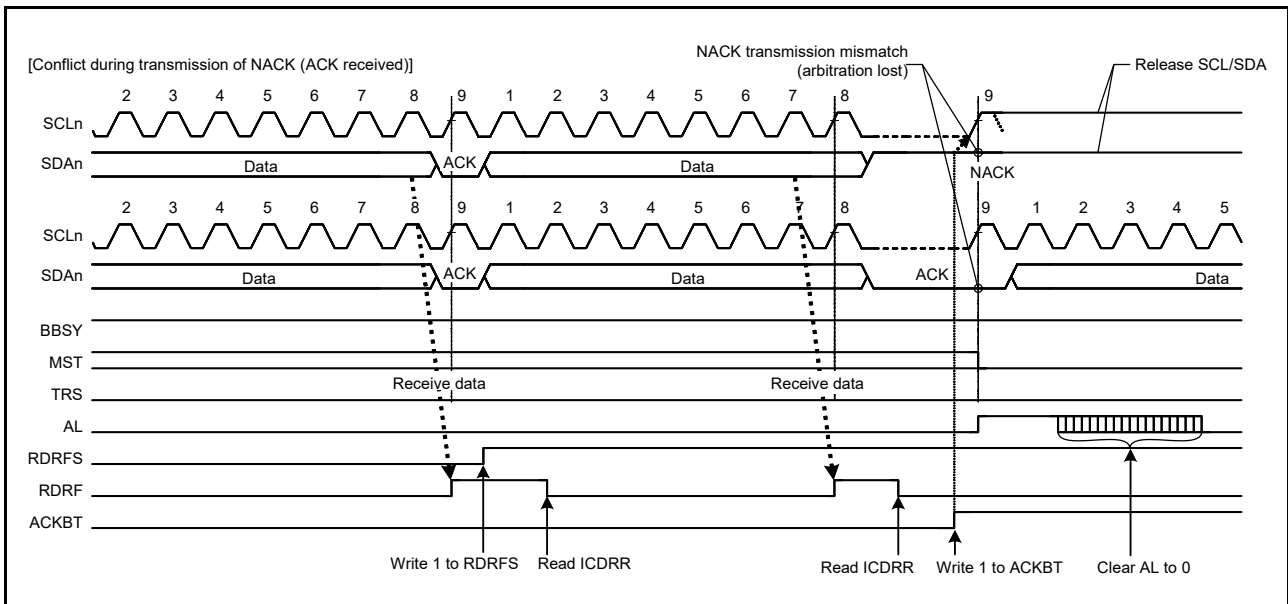 NACK transmission mismatch
(arbitration lost)
Release SCL/SDA
[Conflict during transmission of NACK (ACK received)]
2 3 4 5 6 7 8 9 1 2 3 4 5 6 7 8 9
SCLn
SDAn Data ACK Data NACK
2 3 4 5 6 7 8 9 1 2 3 4 5 6 7 8 9 1 2 3 4 5
SCLn
SDAn Data ACK Data ACK Data
BBSY
MST
Receive data Receive data
TRS
AL
RDRFS
RDRF
ACKBT
Write 1 to RDRFS Read ICDRR Read ICDRR Write 1 to ACKBT Clear AL to 0